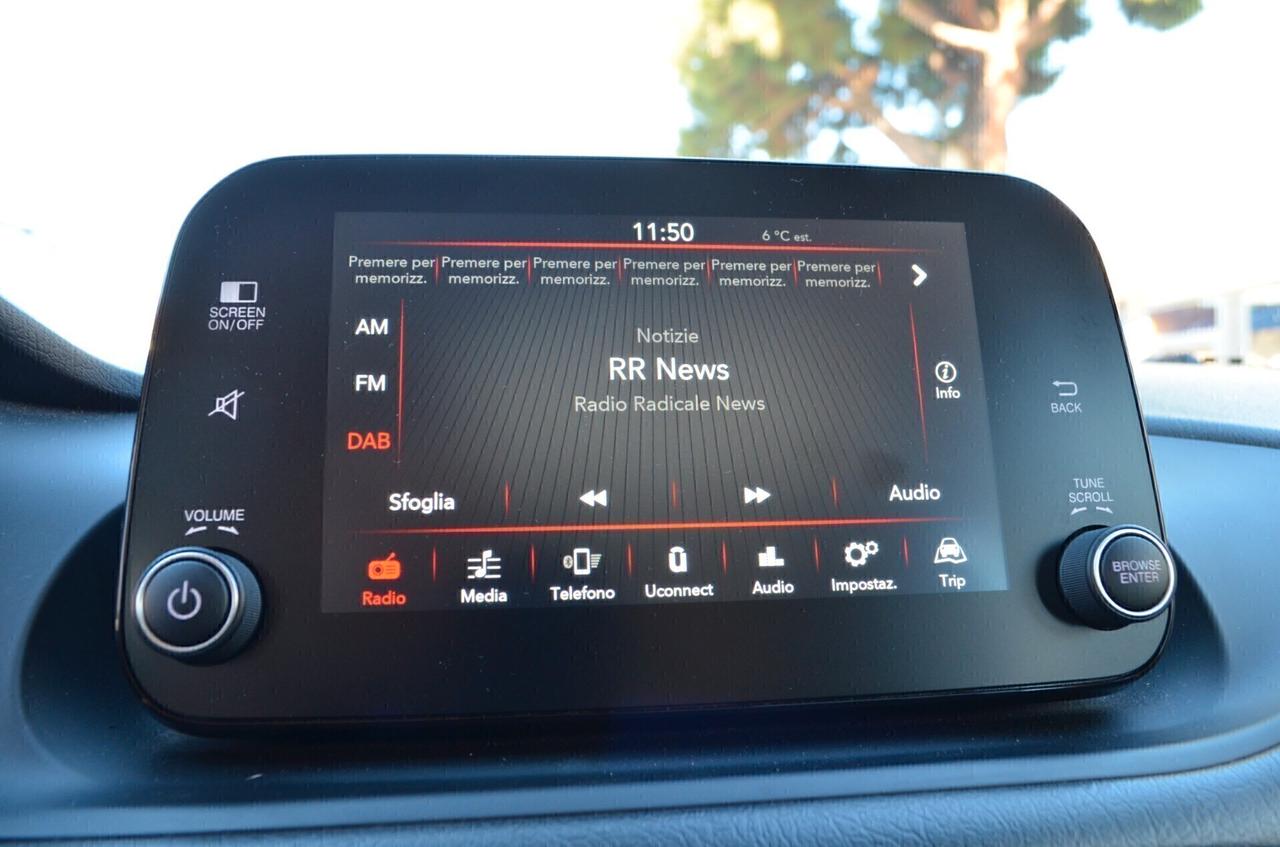 11:50
6 °C est.
Premere per
memorizz.
Premere per
memorizz.
Premere per
memorizz.
Premere per
memorizz.
Premere per
memorizz.
Premere per
memorizz.
SCREEN
ON/OFF
AM
FM
DAB
Notizie
RR News
Radio Radicale News
Info
BACK
Sfoglia
Audio
VOLUME
TUNE
SCROLL
BROWSE
ENTER
Radio
Media
Telefono
Uconnect
Audio
Impostaz.
Trip